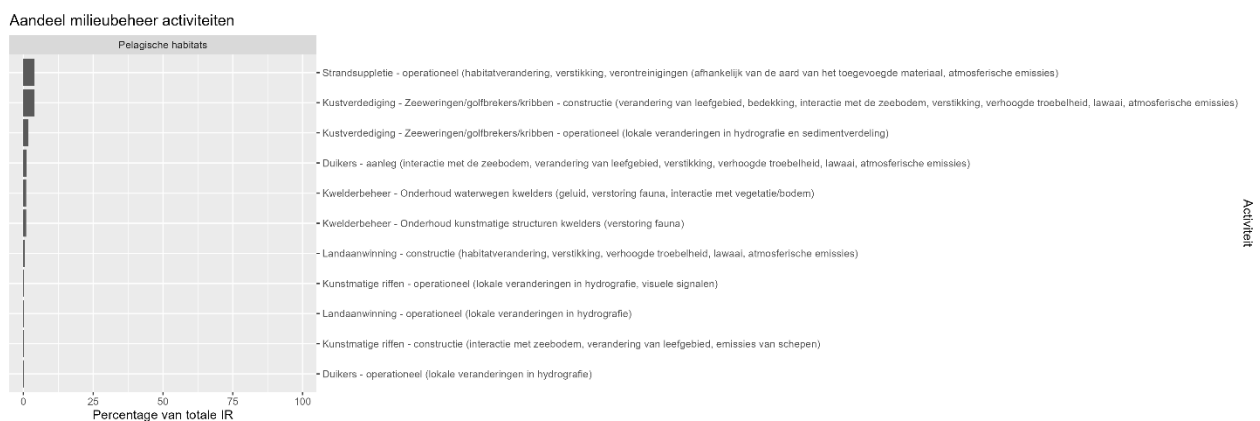 Aandeel milieubeheer activiteiten
Pelagische habitats
Strandsuppletie - operationeel (habitatverandering, verstikking, verontreinigingen (afhankelijk van de aard van het toegevoegde materiaal, atmosferische emissies)
Kustverdediging - Zeeweringen/golfbrekers/kribben - constructie (verandering van leefgebied, bedekking, interactie met de zeebodem, verstikking, verhoogde troebelheid, lawaai, atmosferische emissies)
Kustverdediging - Zeeweringen/golfbrekers/kribben - operationeel (lokale veranderingen in hydrografie en sedimentverdeling)
Duikers - aanleg (interactie met de zeebodem, verandering van leefgebied, verstikking, verhoogde troebelheid, lawaai, atmosferische emissies)
Kwelderbeheer - Onderhoud waterwegen kwelders (geluid, verstoring fauna, interactie met vegetatie/bodem)
Kwelderbeheer - Onderhoud kunstmatige structuren kwelders (verstoring fauna)
Landaanwinning - constructie (habitatverandering, verstikking, verhoogde troebelheid, lawaai, atmosferische emissies)
Kunstmatige riffen - operationeel (lokale veranderingen in hydrografie, visuele signalen)
Landaanwinning - operationeel (lokale veranderingen in hydrografie)
Kunstmatige riffen - constructie (interactie met zeebodem, verandering van leefgebied, emissies van schepen)
Duikers - operationeel (lokale veranderingen in hydrografie)
Activiteit
0 25 50 75 100
Percentage van totale IR